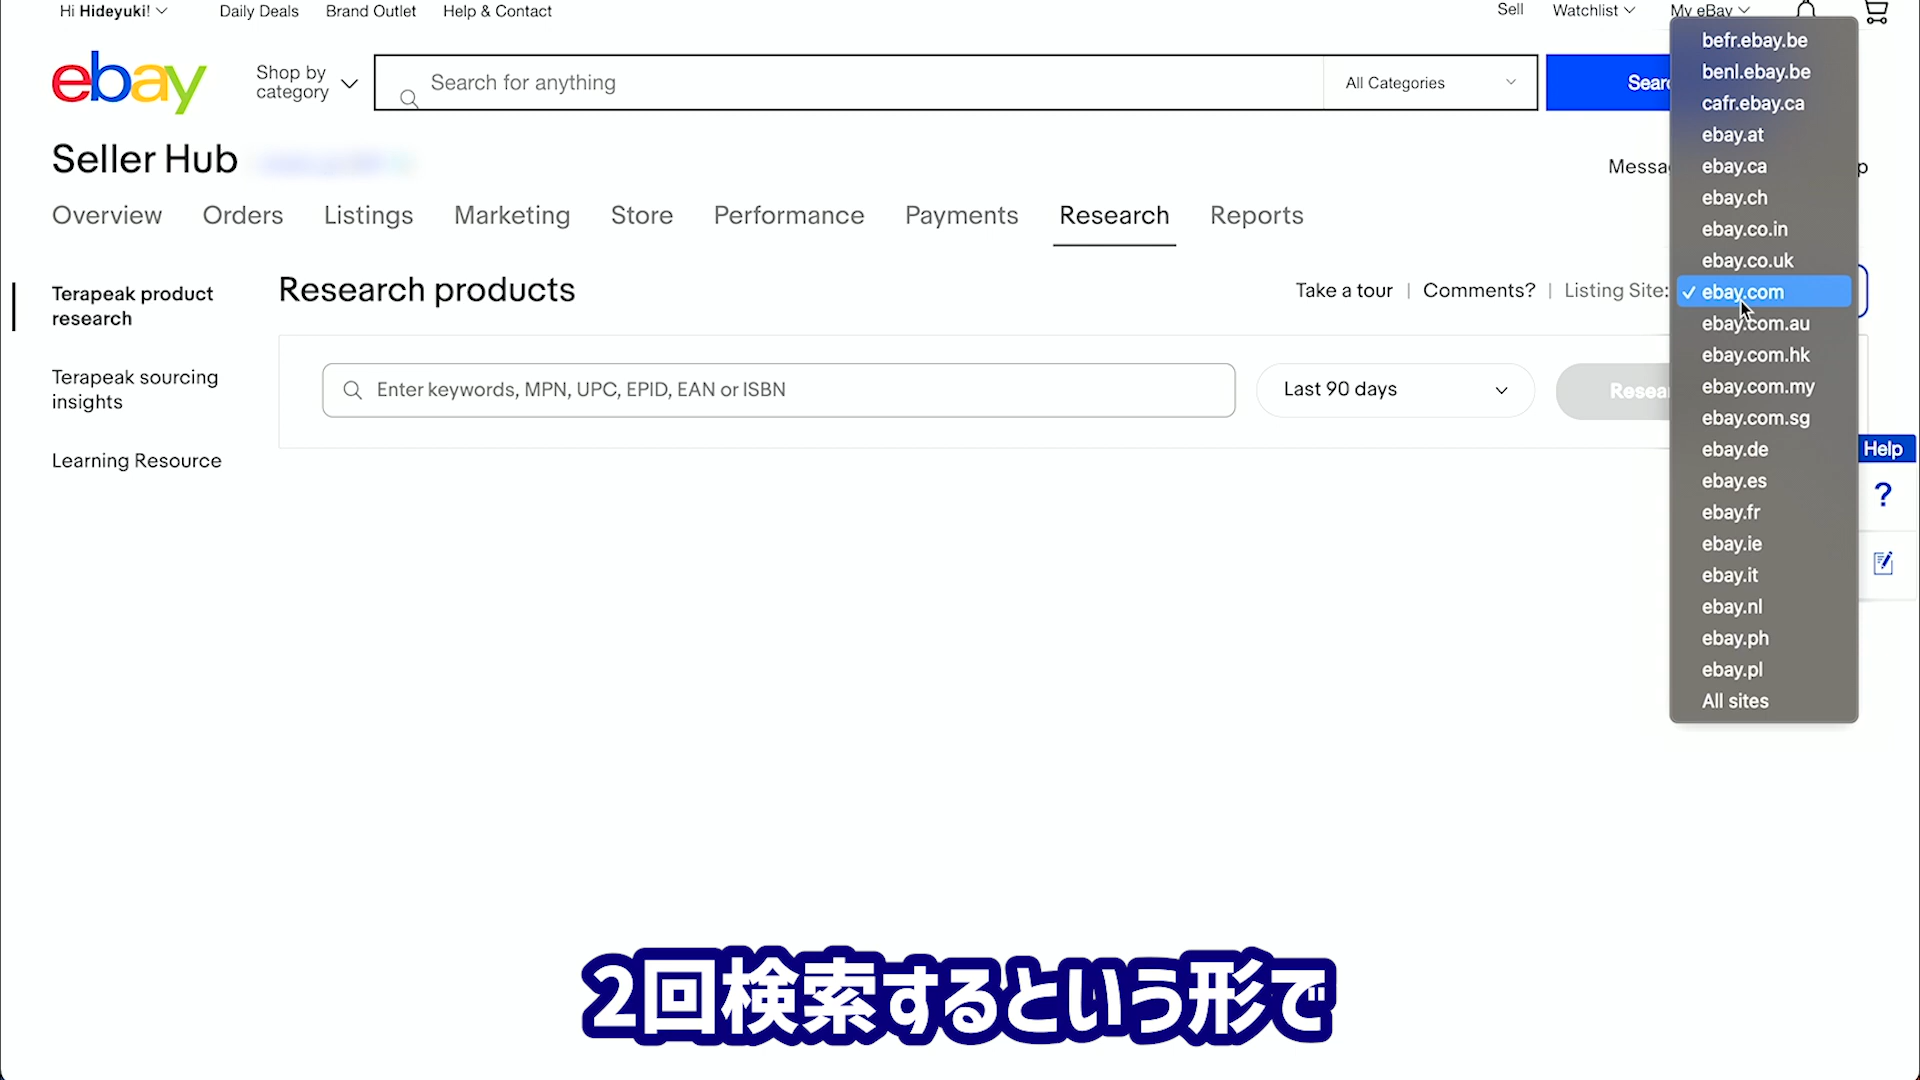 Hi Hideyuki!
Daily Deals
Brand Outlet
Help & Contact
Sell
Watchlist
My eBay
ebay
Shop by
category
Search for anything
All Categories
Sear
Seller Hub
Messa
p
Overview
Orders
Listings
Marketing
Store
Performance
Payments
Research
Reports
Terapeak product
research
Terapeak sourcing
insights
Learning Resource
Research products
Take a tour | Comments? | Listing Site:
Enter keywords, MPN, UPC, EPID, EAN or ISBN
Last 90 days
Resear
befr.ebay.be
benl.ebay.be
cafr.ebay.ca
ebay.at
ebay.ca
ebay.ch
ebay.co.in
ebay.co.uk
✓ ebay.com
ebay.com.au
ebay.com.hk
ebay.com.my
ebay.com.sg
ebay.de
ebay.es
ebay.fr
ebay.ie
ebay.it
ebay.nl
ebay.ph
ebay.pl
All sites
Help
?
2回検索するという形で